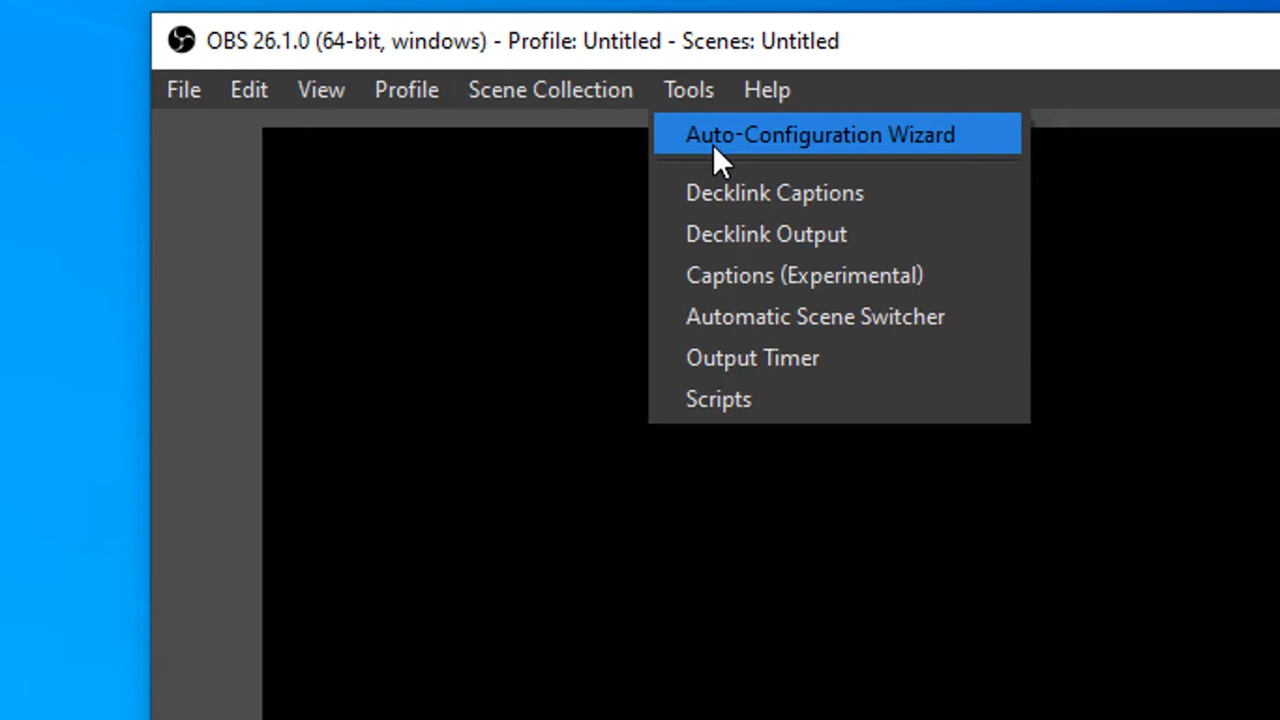 OBS 26.1.0 (64-bit, windows) - Profile: Untitled - Scenes: Untitled
File Edit View Profile Scene Collection Tools Help
Auto-Configuration Wizard
Decklink Captions
Decklink Output
Captions (Experimental)
Automatic Scene Switcher
Output Timer
Scripts